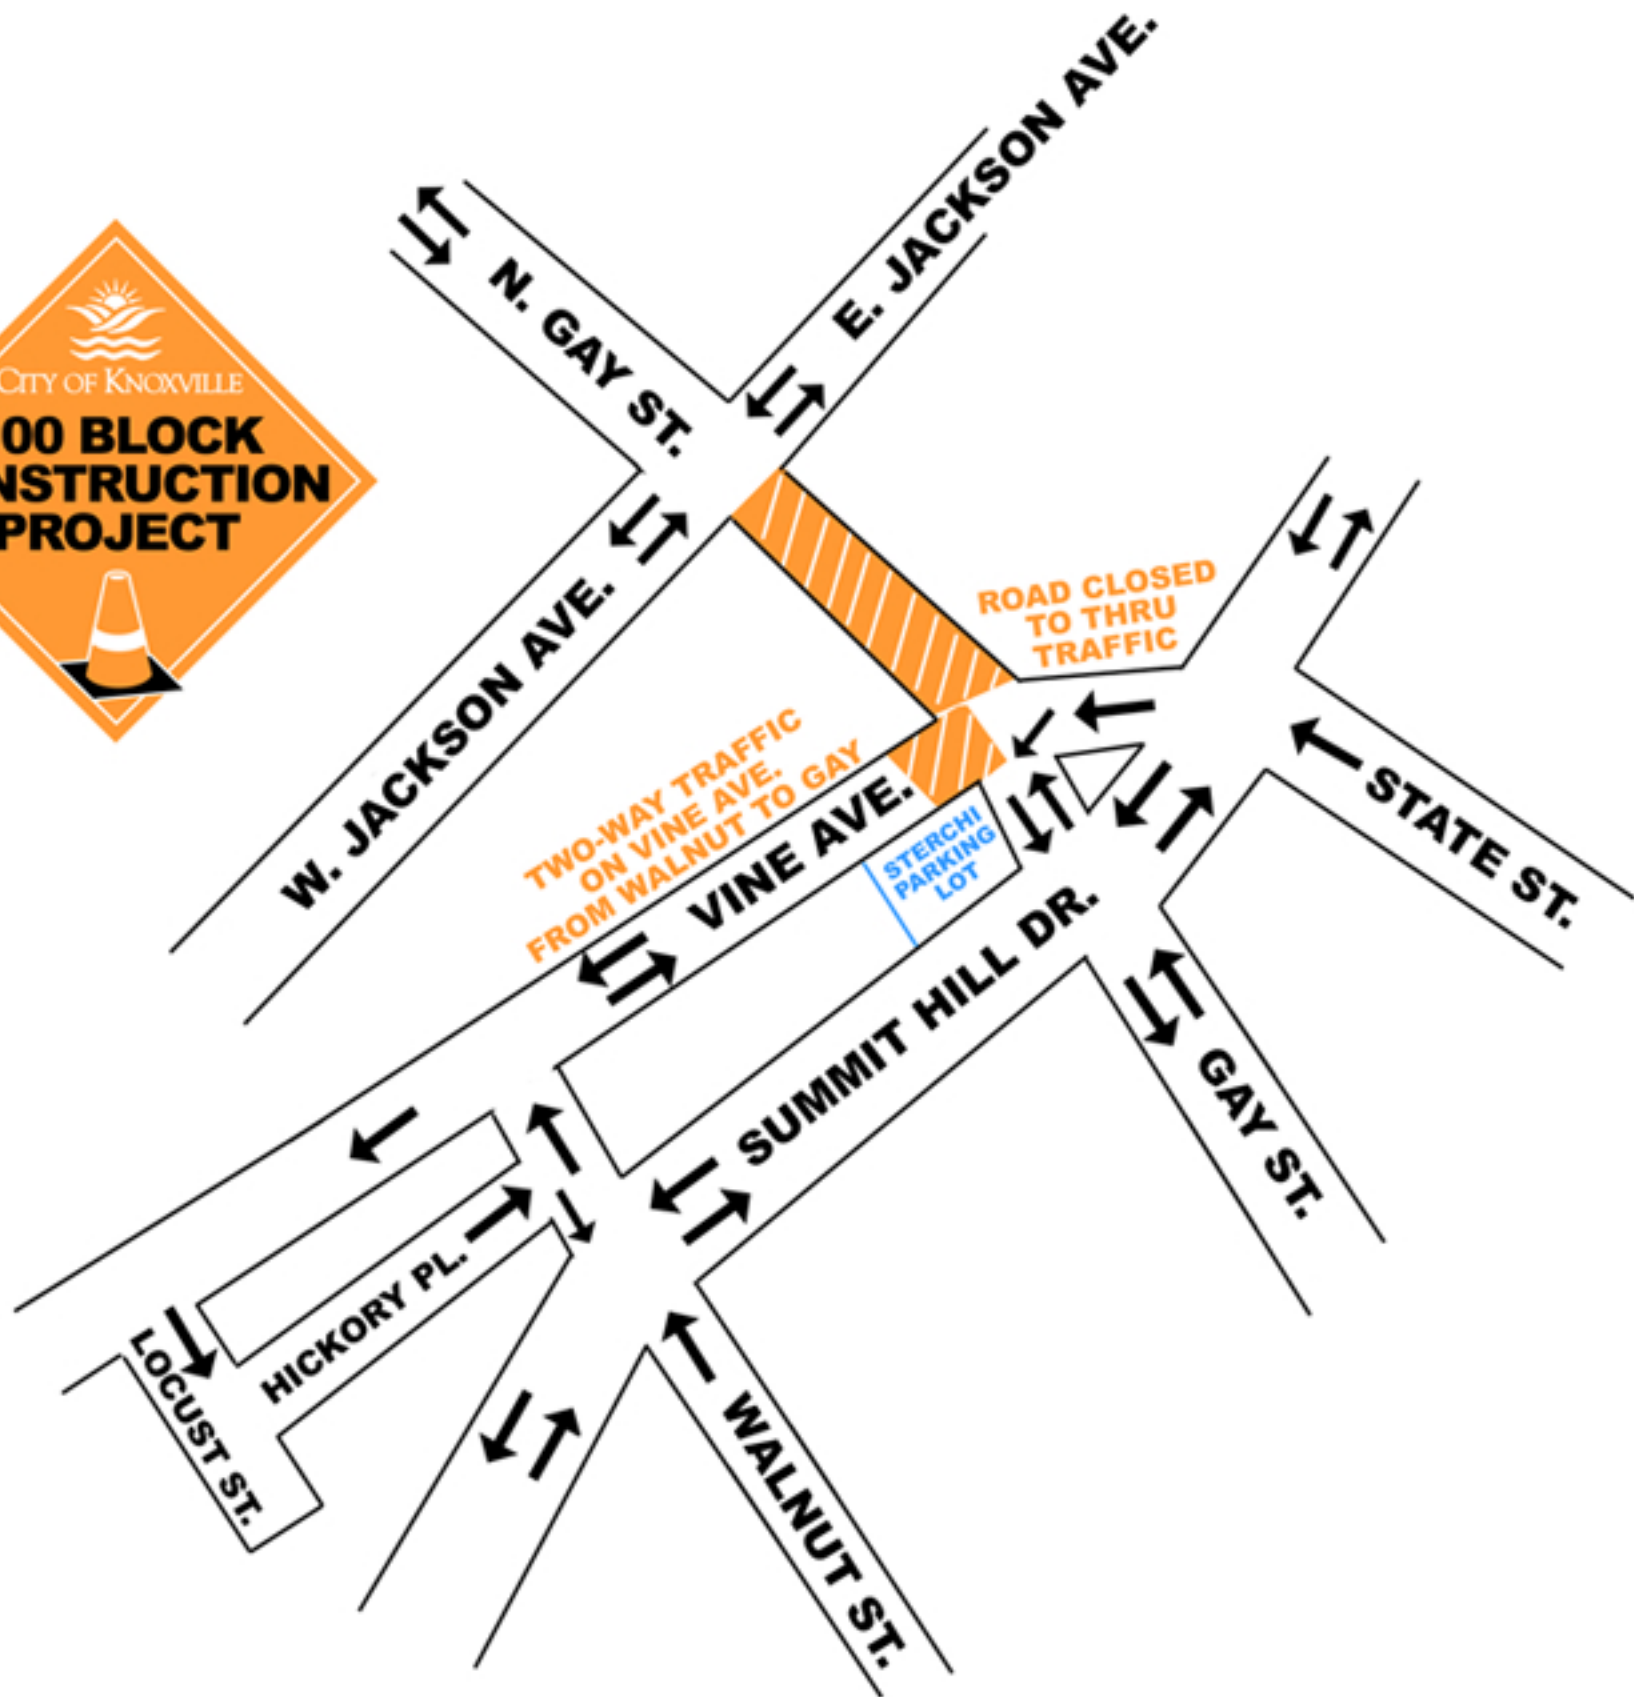 E. JACKSON AVE.
N. GAY ST.
CITY OF KNOXVILLE
00 BLOCK
NSTRUCTION
PROJECT
ROAD CLOSED
TO THRU
TRAFFIC
W. JACKSON AVE.
TWO-WAY TRAFFIC
ON VINE AVE.
FROM WALNUT TO GAY
VINE AVE.
STERCHI
PARKING
LOT
STATE ST.
SUMMIT HILL DR.
GAY ST.
HICKORY PL.
LOCUST ST.
WALNUT ST.